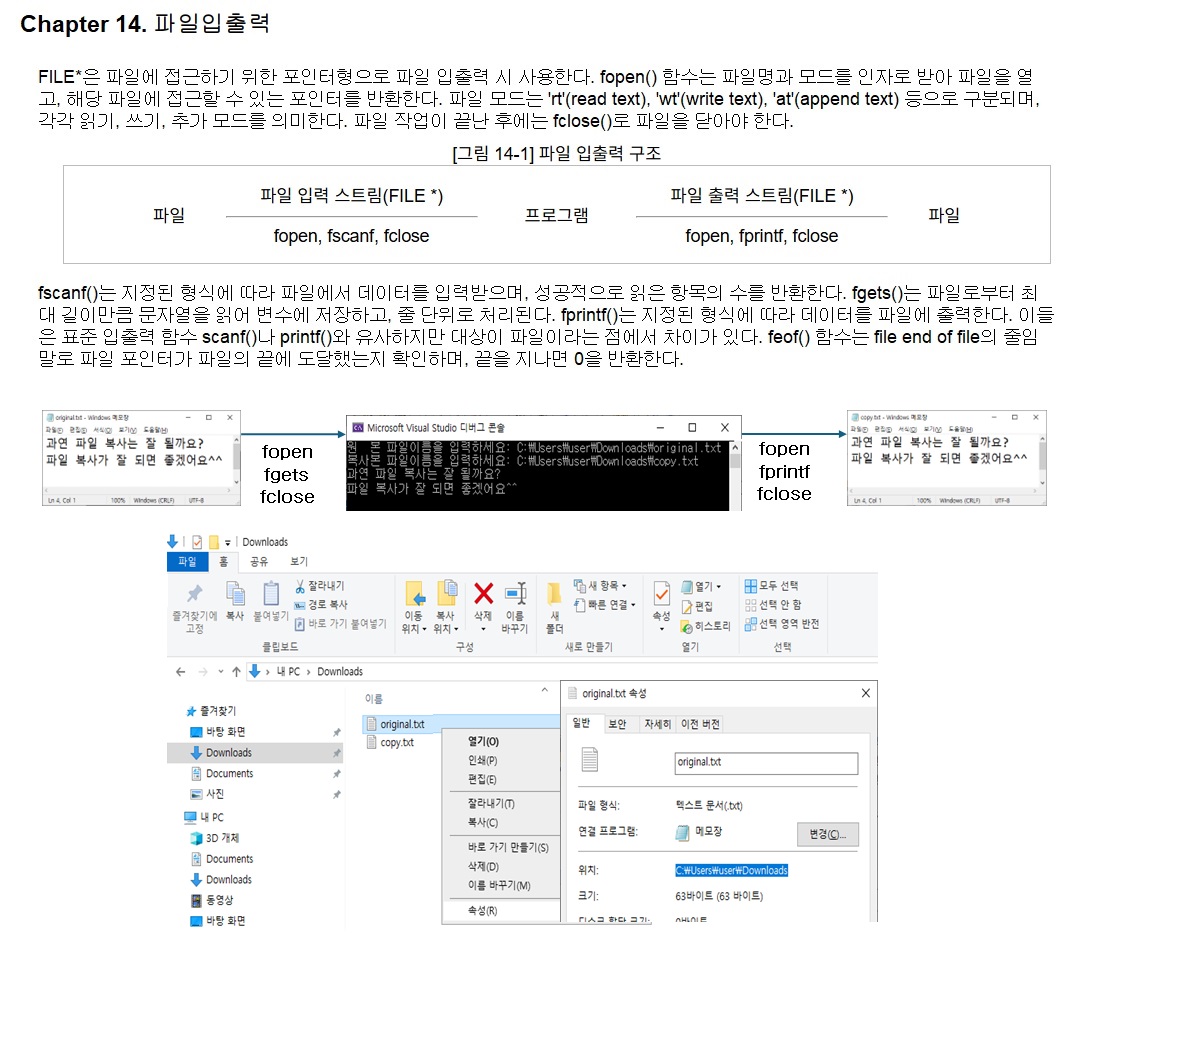 Chapter 14. 파일입출력
FILE*은 파일에 접근하기 위한 포인터형으로 파일 입출력 시 사용한다. fopen() 함수는 파일명과 모드를 인자로 받아 파일을 열
고, 해당 파일에 접근할 수 있는 포인터를 반환한다. 파일 모드는 'rt'(read text), 'wt'(write text), 'at'(append text) 등으로 구분되며,
각각 읽기, 쓰기, 추가 모드를 의미한다. 파일 작업이 끝난 후에는 fclose()로 파일을 닫아야 한다.
[그림 14-1] 파일 입출력 구조
파일 입력 스트림(FILE *)
파일 출력 스트림(FILE *)
파일
프로그램
파일
fopen, fscanf, fclose
fopen, fprintf, fclose
fscanf()는 지정된 형식에 따라 파일에서 데이터를 입력받으며, 성공적으로 읽은 항목의 수를 반환한다. fgets()는 파일로부터 최
대 길이만큼 문자열을 읽어 변수에 저장하고, 줄 단위로 처리된다. fprintf()는 지정된 형식에 따라 데이터를 파일에 출력한다. 이들
은 표준 입출력 함수 scanf()나 printf()와 유사하지만 대상이 파일이라는 점에서 차이가 있다. feof() 함수는 file end of file의 줄임
말로 파일 포인터가 파일의 끝에 도달했는지 확인하며, 끝을 지나면 0을 반환한다.
original.txt - Windows 메모장
파일(F) 편집(E) 서식(O) 보기(V) 도움말(H)
과연 파일 복사는 잘 될까요?
파일 복사가 잘 되면 좋겠어요^^
Ln 4, Col 1 100% Windows (CRLF) UTF-8
fopen
fgets
fclose
Microsoft Visual Studio 디버그 콘솔
원 본 파일이름을 입력하세요: C:\Users\user\Downloads\original.txt
복사본 파일이름을 입력하세요: C:\Users\user\Downloads\copy.txt
과연 파일 복사는 잘 될까요?
파일 복사가 잘 되면 좋겠어요^^
fopen
fprintf
fclose
copy.txt - Windows 메모장
파일(F) 편집(E) 서식(O) 보기(V) 도움말(H)
과연 파일 복사는 잘 될까요?
파일 복사가 잘 되면 좋겠어요^^
Ln 4, Col 1 100% Windows (CRLF) UTF-8
Downloads
파일 홈 공유 보기
즐겨찾기에 고정
복사
붙여넣기
잘라내기
경로 복사
바로 가기 붙여넣기
클립보드
이동 위치
복사 위치
삭제
이름 바꾸기
구성
새 폴더
새 항목
빠른 연결
새로 만들기
속성
열기
편집
히스토리
열기
모두 선택
선택 안 함
선택 영역 반전
선택
내 PC › Downloads
즐겨찾기
바탕 화면
Downloads
Documents
사진
내 PC
3D 개체
Documents
Downloads
동영상
바탕 화면
이름
original.txt
copy.txt
열기(O)
인쇄(P)
편집(E)
잘라내기(T)
복사(C)
바로 가기 만들기(S)
삭제(D)
이름 바꾸기(M)
속성(R)
original.txt 속성
일반 보안 자세히 이전 버전
original.txt
파일 형식: 텍스트 문서(.txt)
연결 프로그램: 메모장 변경(C)...
위치: C:\Users\user\Downloads
크기: 63바이트 (63 바이트)
디스크 할당 크기: 0바이트